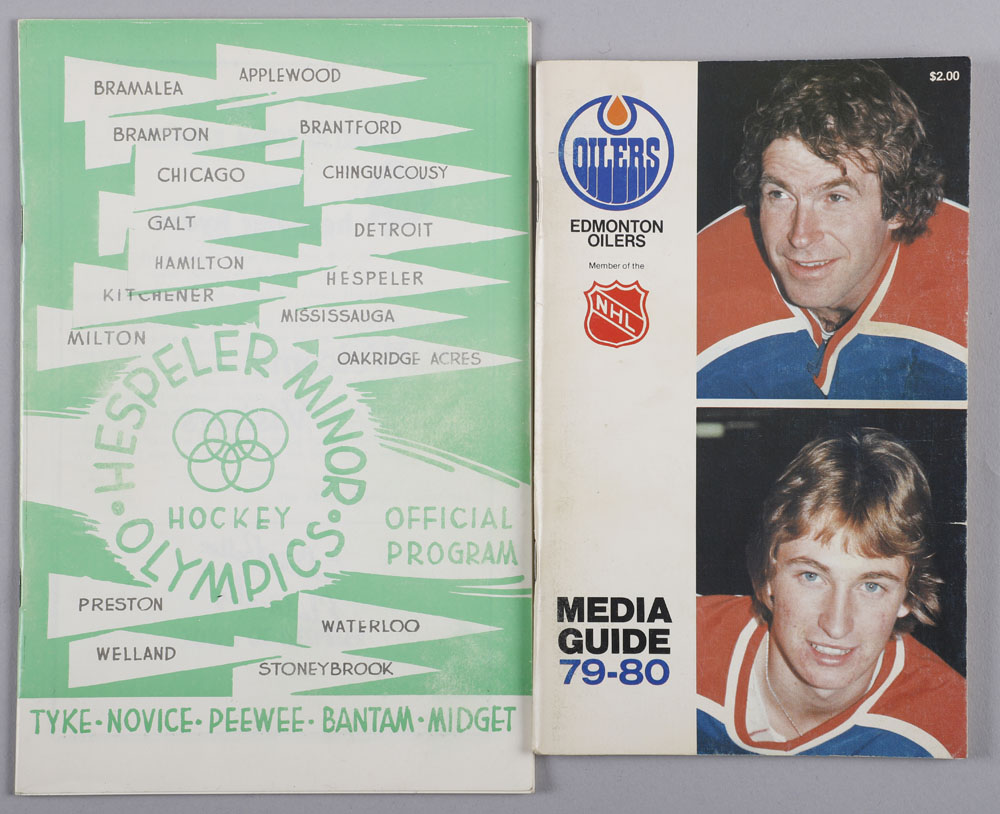 APPLEWOOD
BRAMALEA
BRANTFORD
BRAMPTON
CHICAGO
CHINGUACOUSY
GALT
DETROIT
HAMILTON
HESPELER
KITCHENER
MISSISSAUGA
MILTON
OAKRIDGE ACRES
HESPELER MINOR
HOCKEY
OLYMPICS
OFFICIAL
PROGRAM
PRESTON
WATERLOO
WELLAND
STONEYBROOK
TYKE • NOVICE • PEEWEE • BANTAM • MIDGET
$2.00
OILERS
EDMONTON
OILERS
Member of the
NHL
MEDIA
GUIDE
79-80